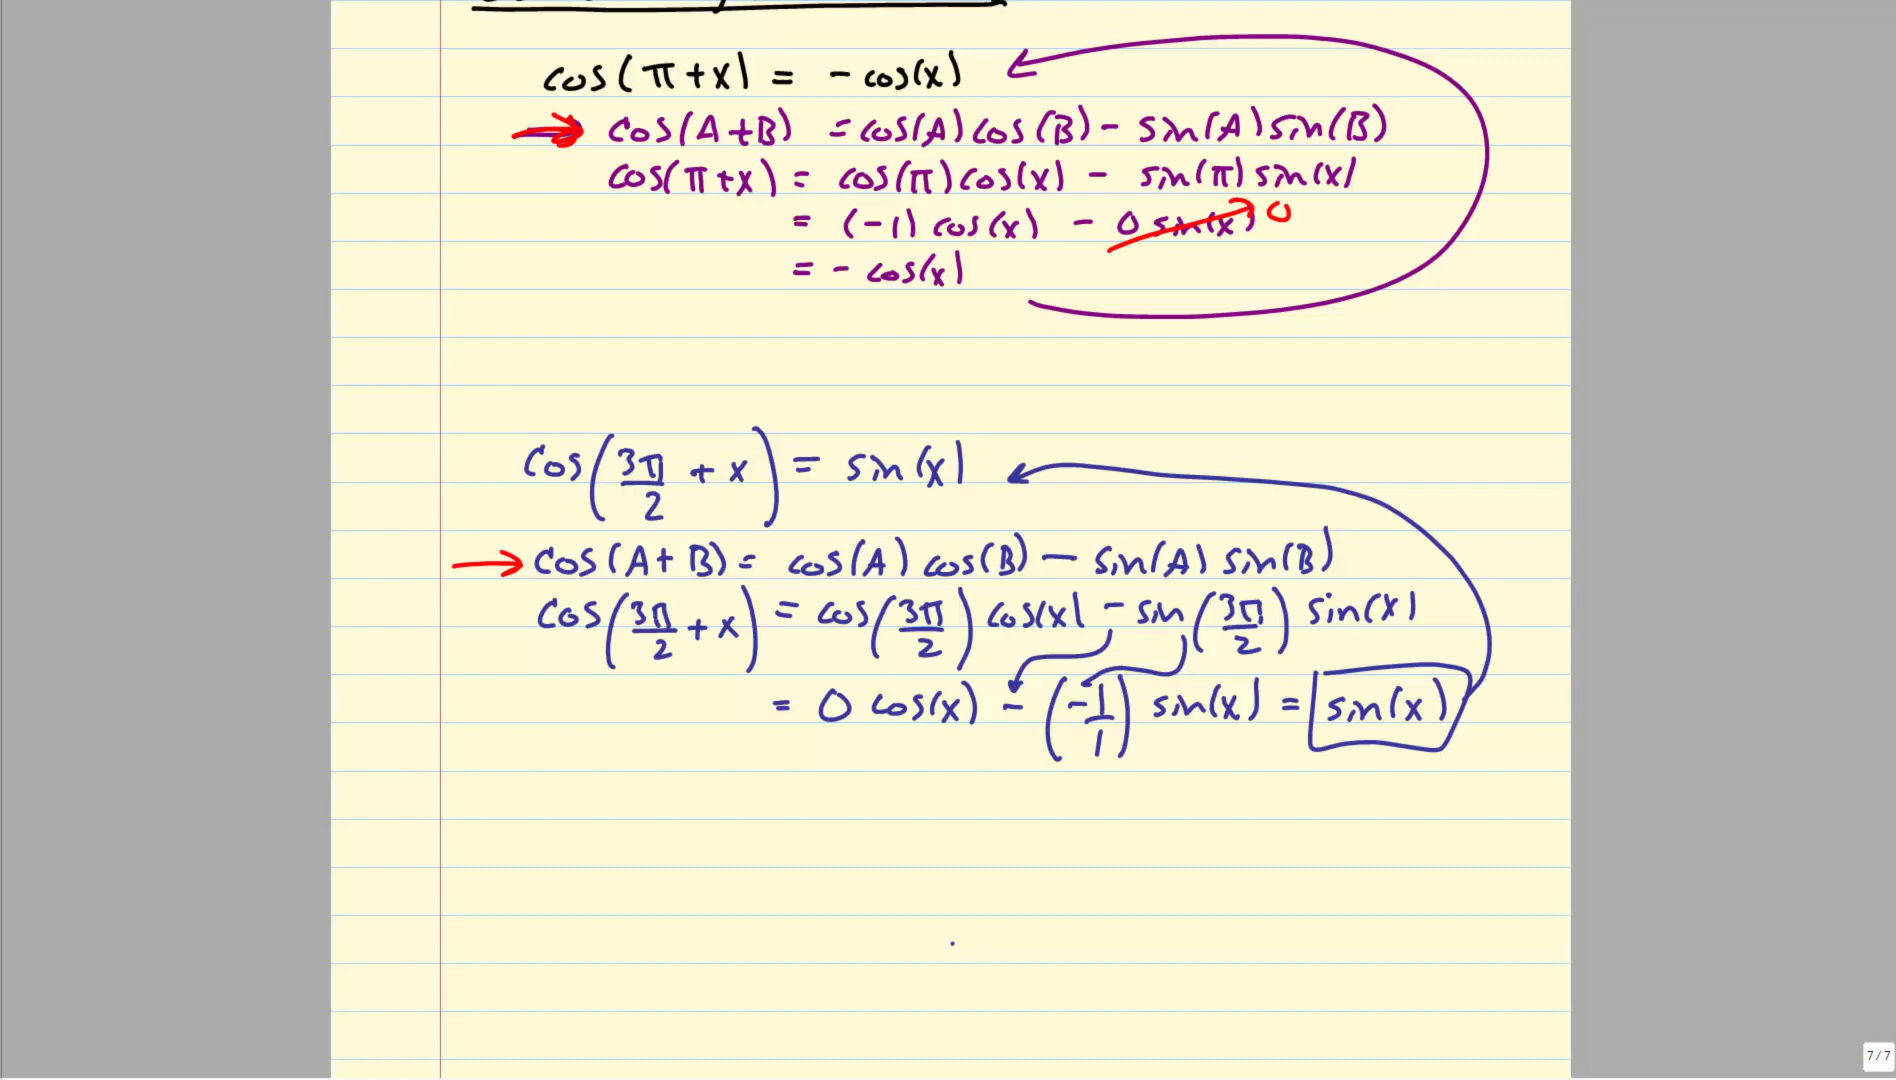 cos(π+x) = - cos(x)
cos(A+B) = cos(A) cos(B) - sin(A) sin(B)
cos(π+x) = cos(π) cos(x) - sin(π) sin(x)
= (-1) cos(x) - 0 sin(x) 0
= - cos(x)
cos(3π/2 + x) = sin(x)
cos(A+B) = cos(A) cos(B) - sin(A) sin(B)
cos(3π/2 + x) = cos(3π/2) cos(x) - sin(3π/2) sin(x)
= 0 cos(x) - (-1/1) sin(x) = sin(x)
7/7